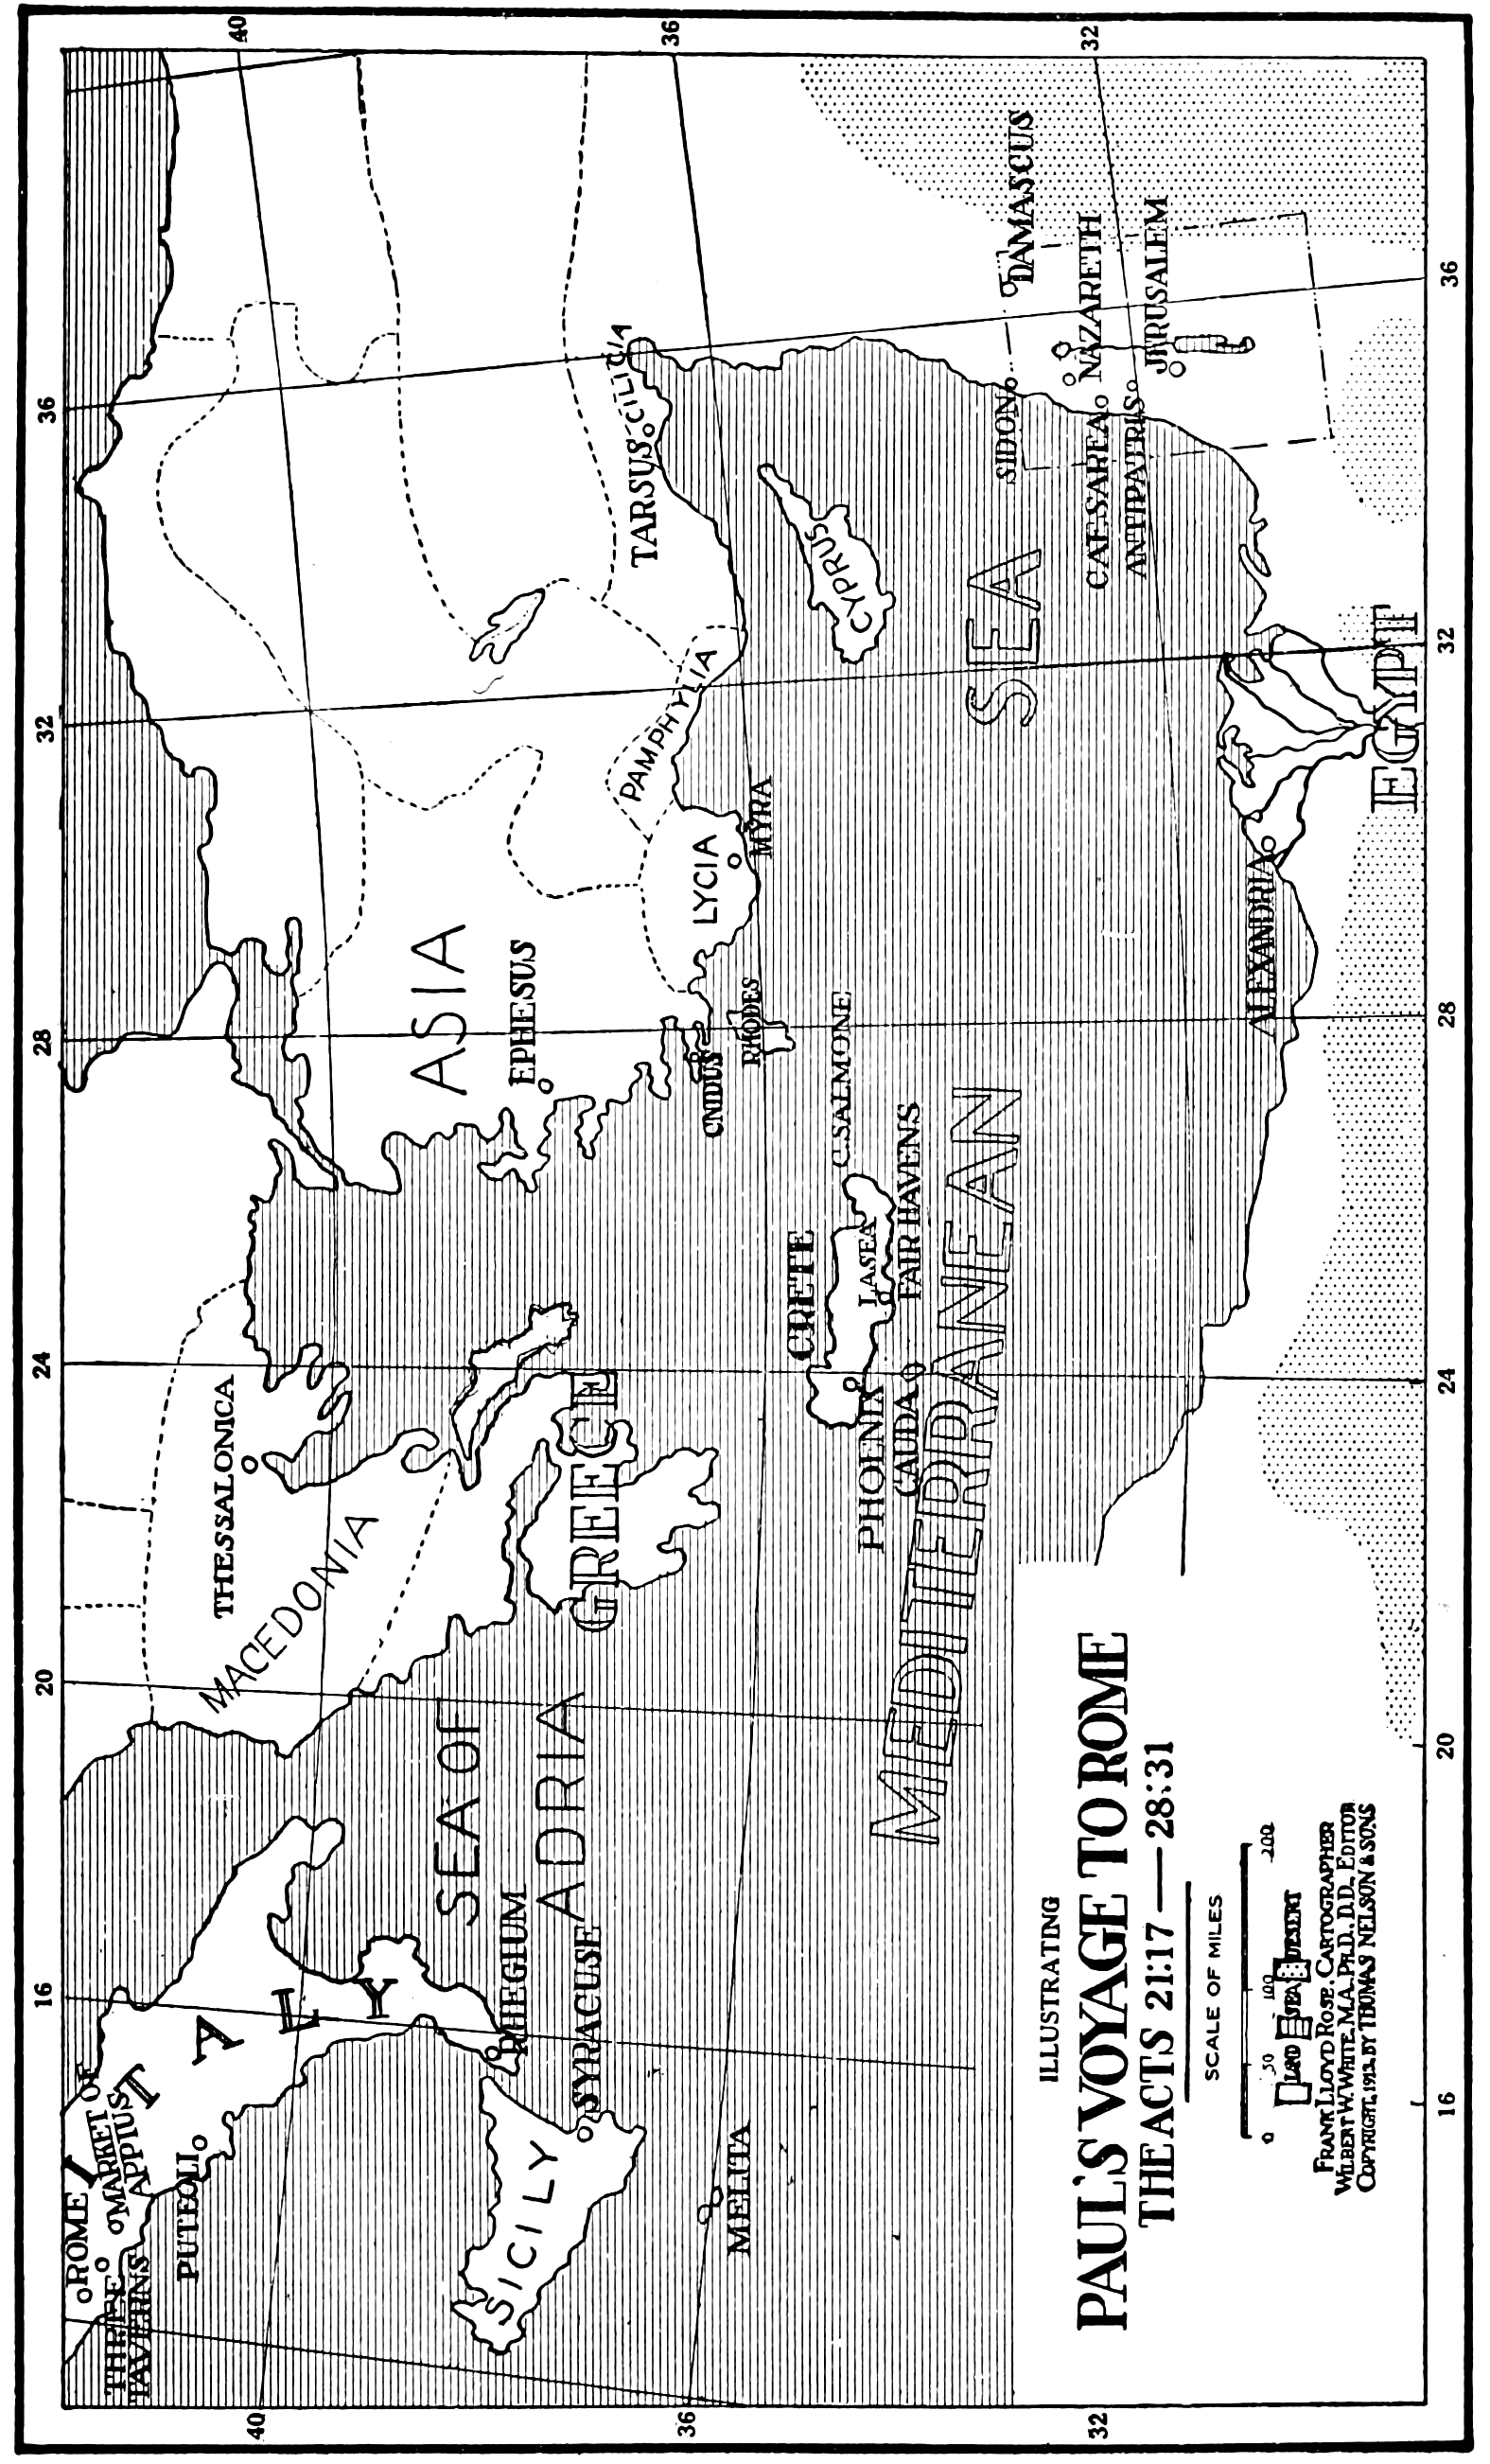 40
36
32
36
32
28
24
20
16
36
32
28
24
20
16
40
36
32
ROME
THREE
TAVERNS
MARKET OF
APPIUS
PUTEOLI
ITALY
RHEGIUM
SYRACUSE
SICILY
MELITA
SEA OF
ADRIA
MACEDONIA
THESSALONICA
GREECE
CRETE
PHOENIX
CAUDA
LASEA
FAIR HAVENS
C. SALMONE
MEDITERRANEAN
SEA
ASIA
EPHESUS
CNIDUS
RHODES
LYCIA
MYRA
PAMPHYLIA
TARSUS
CILICIA
CYPRUS
SIDON
DAMASCUS
CAESAREA
NAZARETH
ANTIPATRIS
JERUSALEM
ALEXANDRIA
EGYPT
ILLUSTRATING
PAUL'S VOYAGE TO ROME
THE ACTS 21:17—28:31
SCALE OF MILES
0 50 100 200
LAND SEA DESERT
FRANK LLOYD ROSE. CARTOGRAPHER
WILBERT W. WHITE. M.A. PH.D., D.D., EDITOR
COPYRIGHT, 1912. BY THOMAS NELSON & SONS